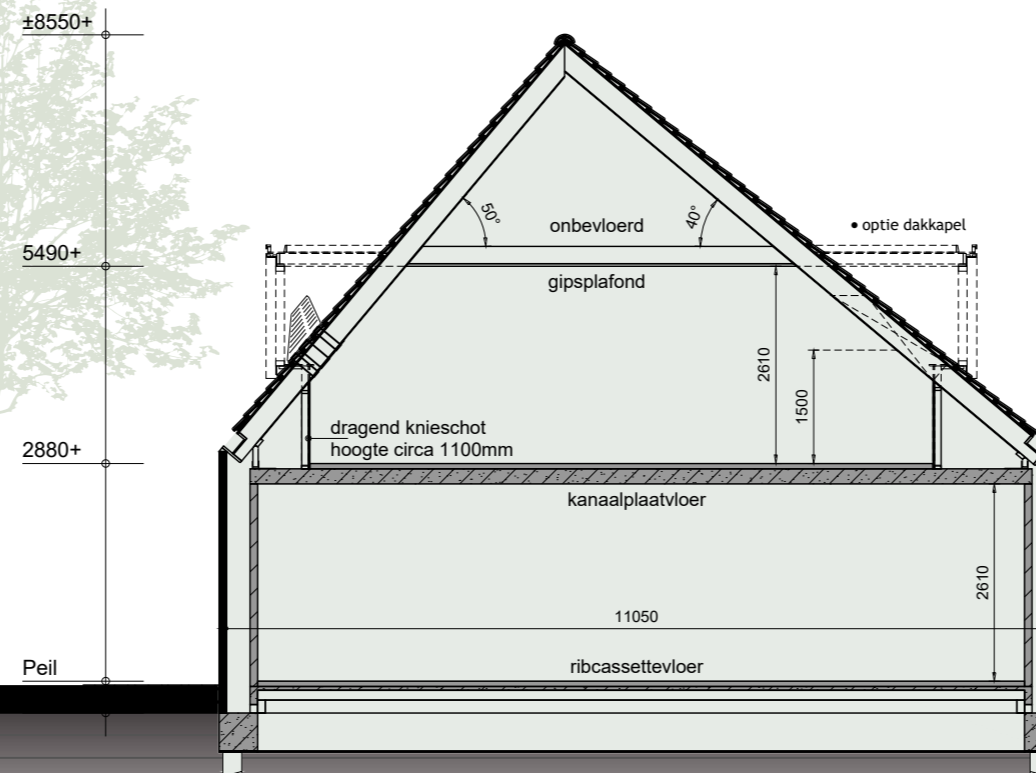 ±8550+
50°
onbevloerd
40°
• optie dakkapel
5490+
gipsplafond
2610
1500
dragend knieschot
hoogte circa 1100mm
2880+
kanaalplaatvloer
2610
11050
Peil
ribcassettevloer